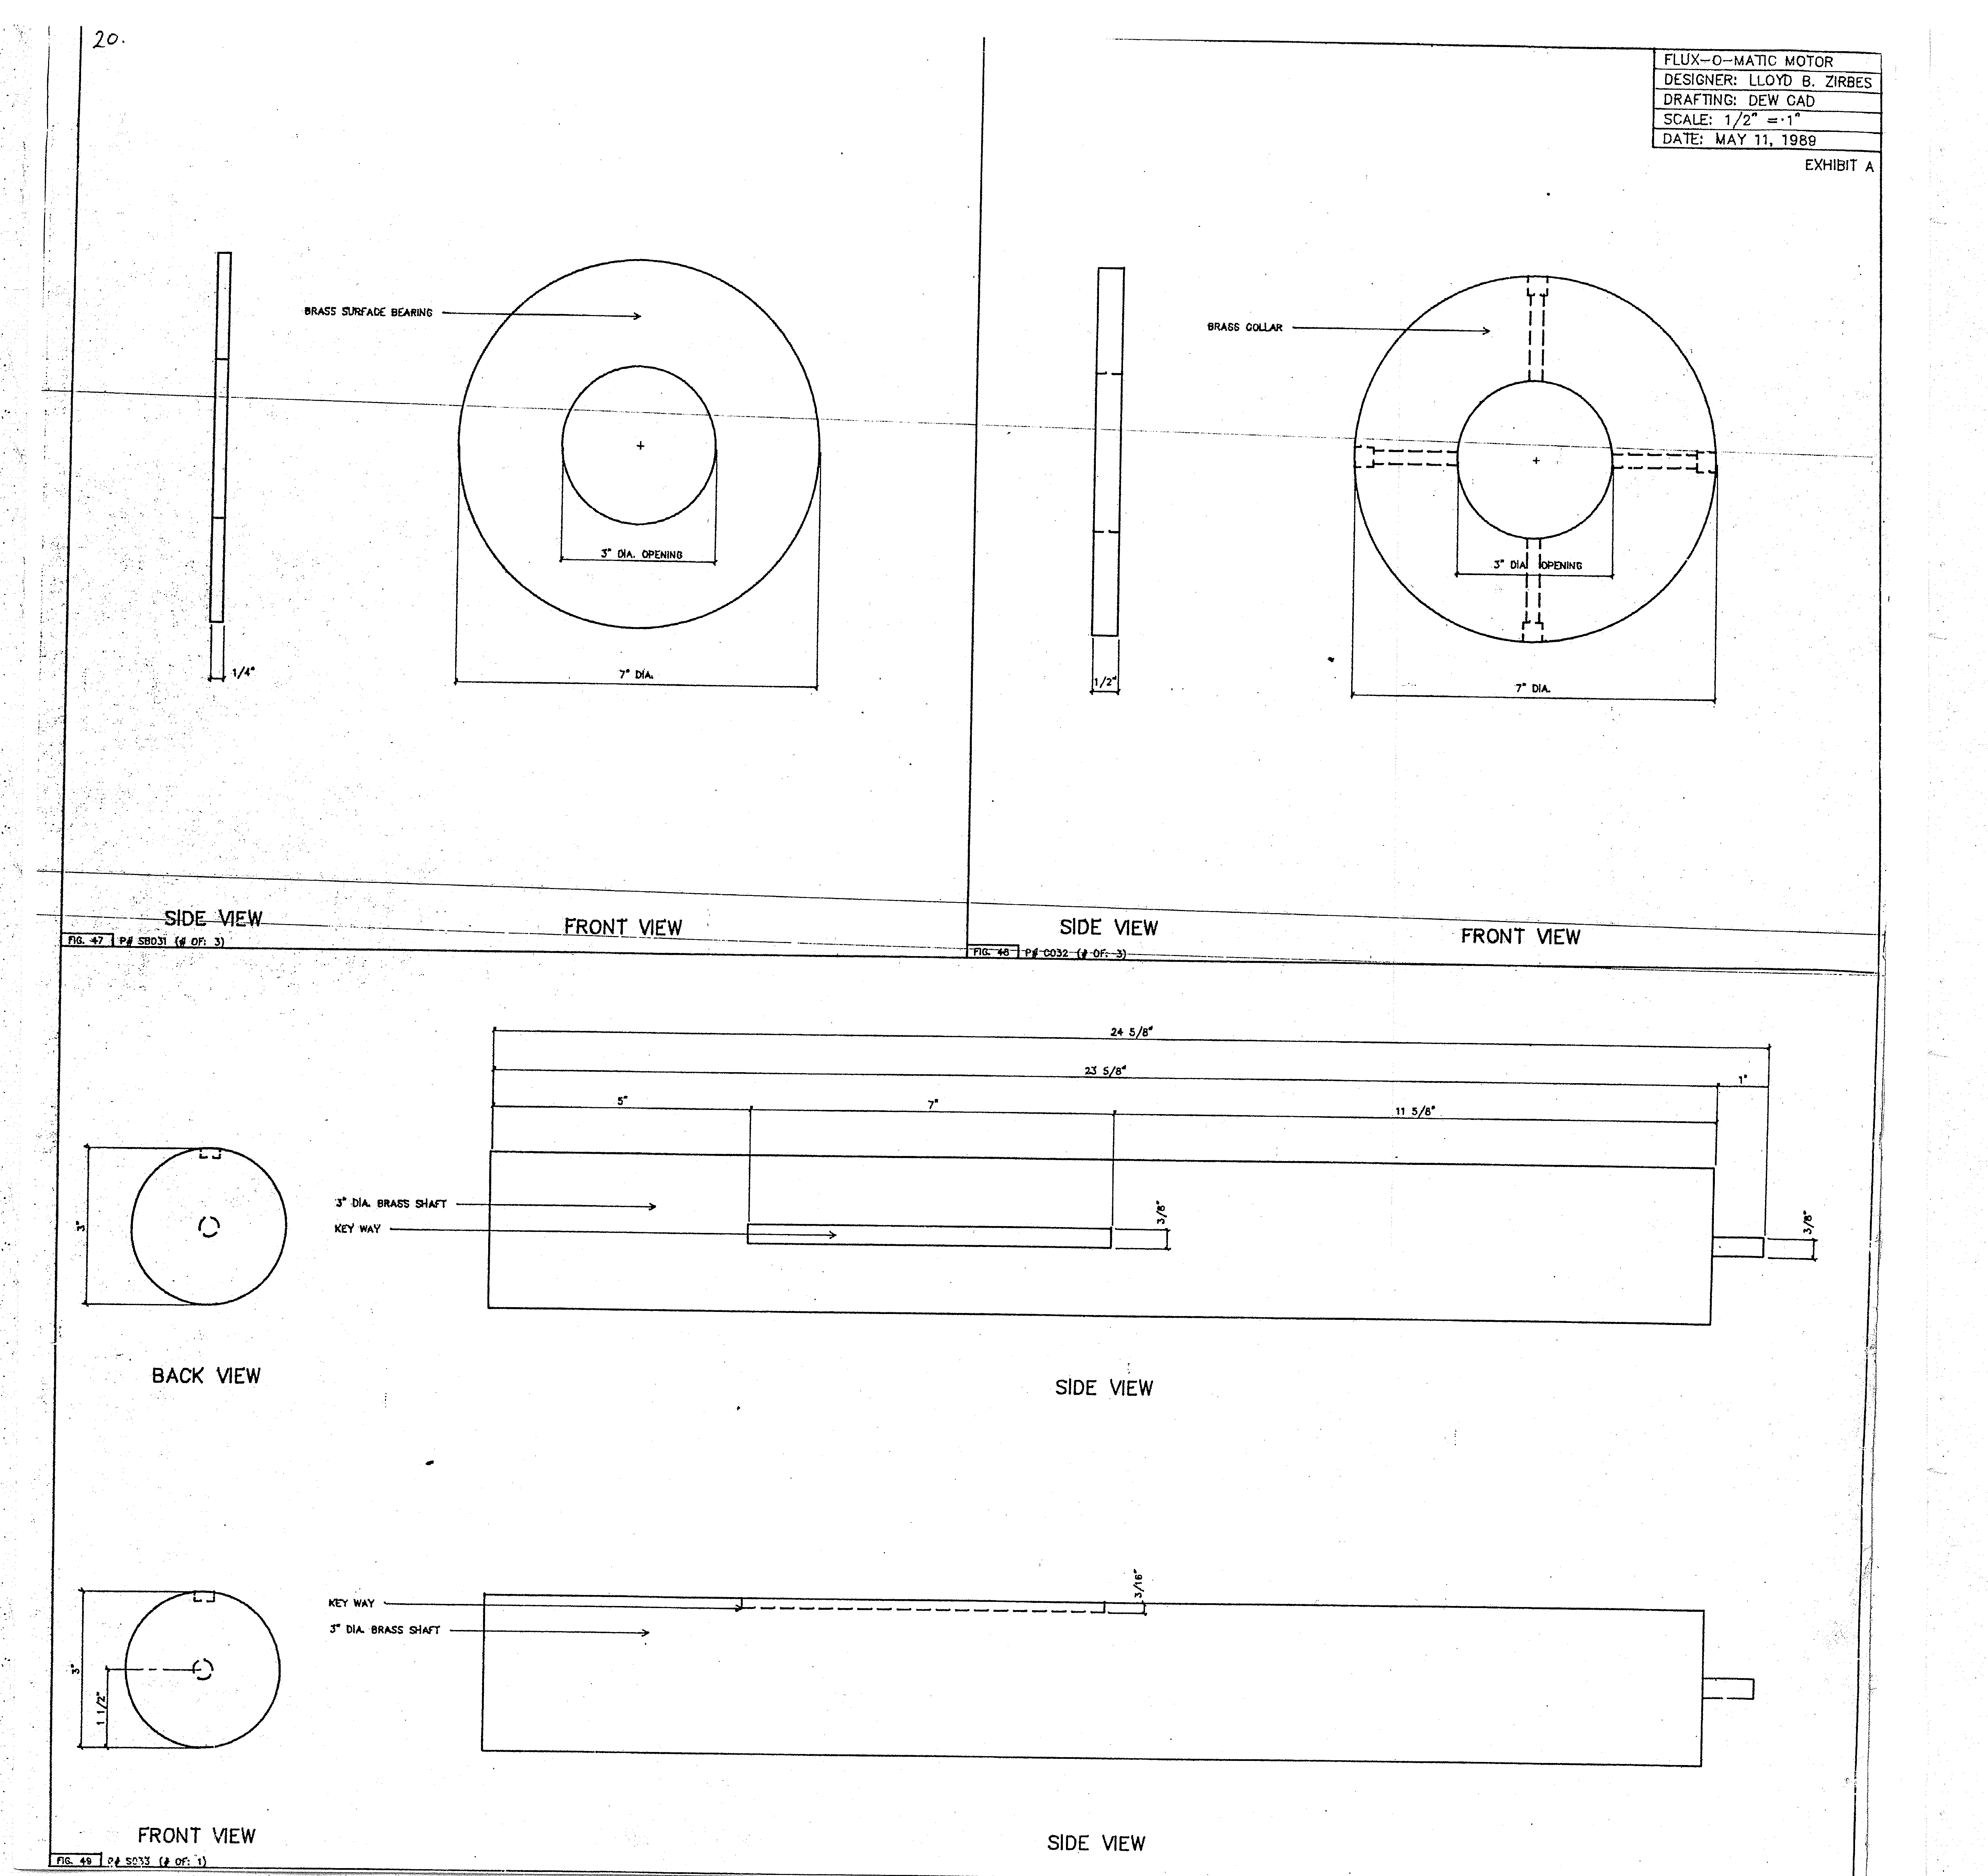 20.
FLUX-O-MATIC MOTOR
DESIGNER: LLOYD B. ZIRBES
DRAFTING: DEW CAD
SCALE: 1/2" = 1"
DATE: MAY 11, 1989
EXHIBIT A
BRASS SURFACE BEARING
3" DIA. OPENING
1/4"
7" DIA.
SIDE VIEW
FRONT VIEW
FIG. 47 P# SB031 (# OF: 3)
BRASS COLLAR
3" DIA. OPENING
1/2"
7" DIA.
SIDE VIEW
FRONT VIEW
FIG. 48 P# C032 (# OF: 3)
24 5/8"
23 5/8"
1"
5"
7"
11 5/8"
3"
3" DIA. BRASS SHAFT
KEY WAY
3/8"
3/8"
BACK VIEW
SIDE VIEW
3/16"
KEY WAY
3" DIA. BRASS SHAFT
3"
1 1/2"
FRONT VIEW
SIDE VIEW
FIG. 49 P# S033 (# OF: 1)